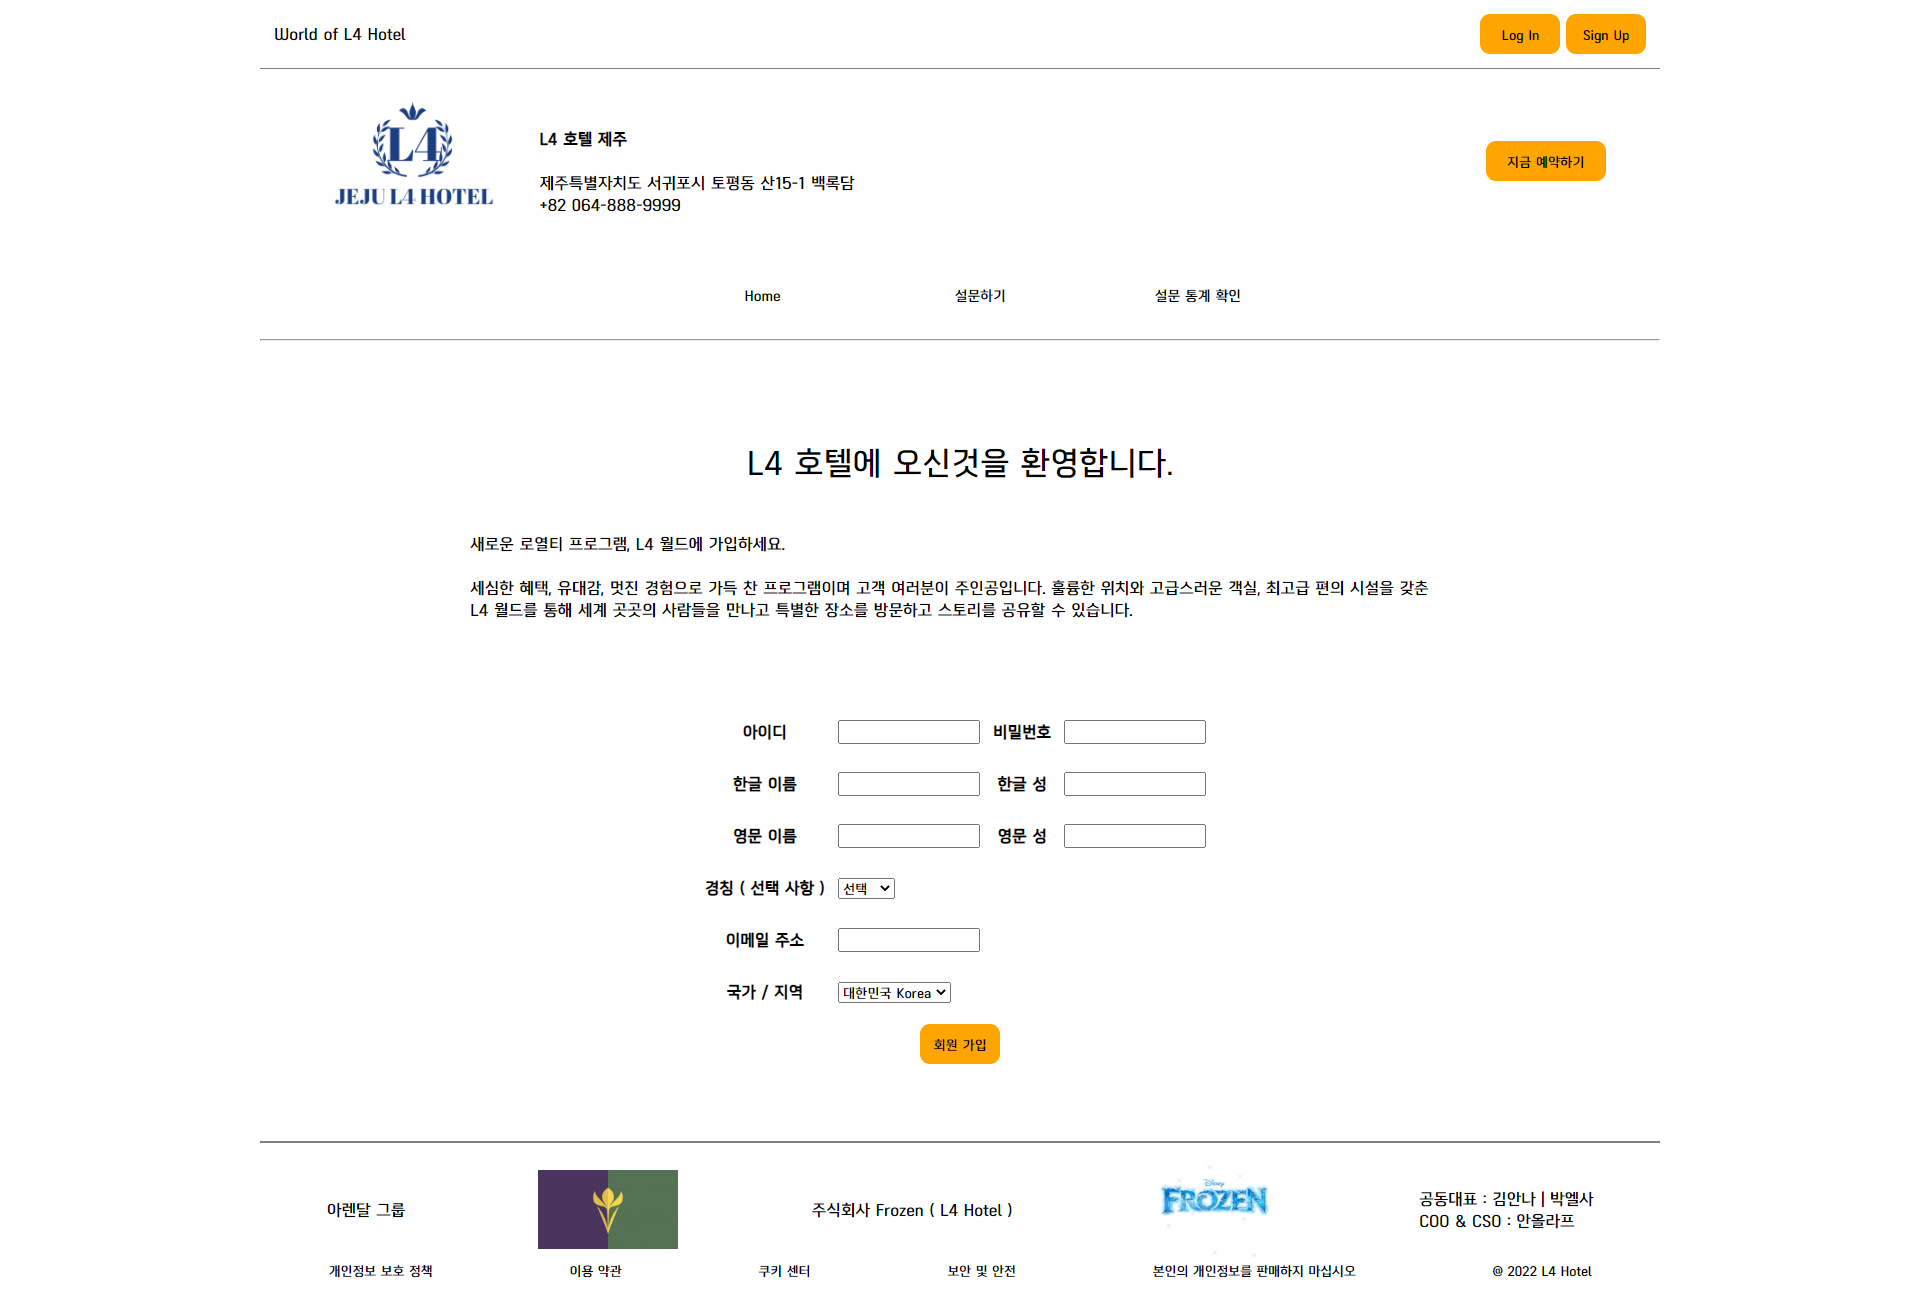 World of L4 Hotel
Log In
Sign Up
L4
JEJU L4 HOTEL
L4 호텔 제주
제주특별자치도 서귀포시 토평동 산15-1 백록담
+82 064-888-9999
지금 예약하기
Home
설문하기
설문 통계 확인
L4 호텔에 오신것을 환영합니다.
새로운 로열티 프로그램, L4 월드에 가입하세요.
세심한 혜택, 유대감, 멋진 경험으로 가득 찬 프로그램이며 고객 여러분이 주인공입니다. 훌륭한 위치와 고급스러운 객실, 최고급 편의 시설을 갖춘
L4 월드를 통해 세계 곳곳의 사람들을 만나고 특별한 장소를 방문하고 스토리를 공유할 수 있습니다.
아이디
비밀번호
한글 이름
한글 성
영문 이름
영문 성
경칭 ( 선택 사항 )
선택
이메일 주소
국가 / 지역
대한민국 Korea
회원 가입
아렌달 그룹
주식회사 Frozen ( L4 Hotel )
Disney
FROZEN
공동대표 : 김안나 | 박엘사
COO & CSO : 안올라프
개인정보 보호 정책
이용 약관
쿠키 센터
보안 및 안전
본인의 개인정보를 판매하지 마십시오
@ 2022 L4 Hotel